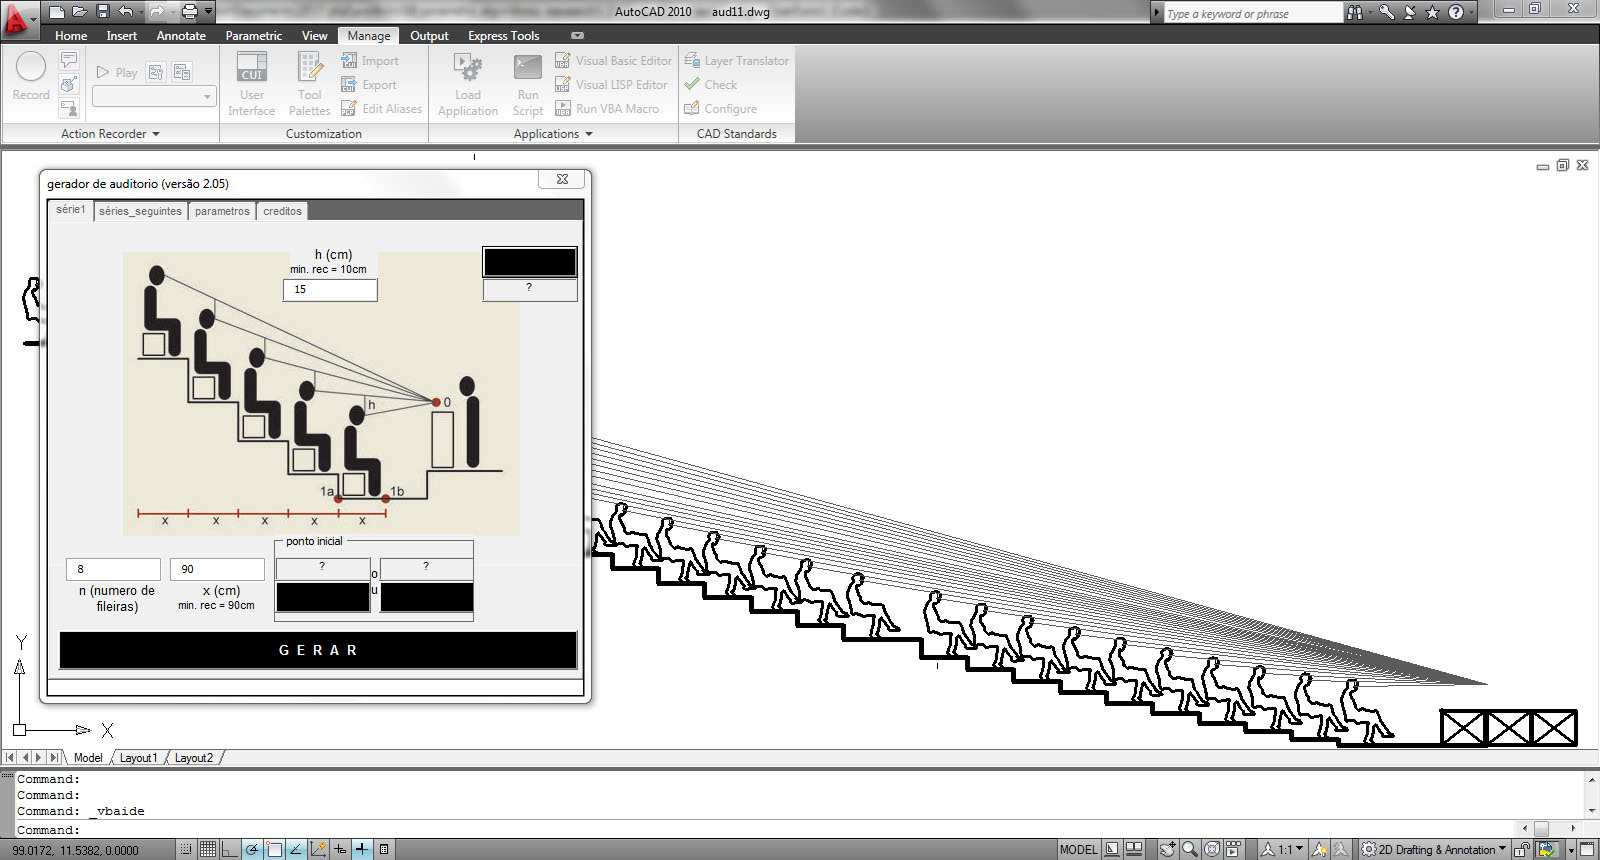 AutoCAD 2010 aud11.dwg
Type a keyword or phrase
Home Insert Annotate Parametric View Manage Output Express Tools
Record
Play
CUI
User Interface
Tool Palettes
Import
Export
Edit Aliases
Load Application
Run Script
Visual Basic Editor
Visual LISP Editor
Run VBA Macro
Layer Translator
Check
Configure
Action Recorder
Customization
Applications
CAD Standards
gerador de auditorio (versão 2.05)
série1 séries_seguintes parametros creditos
h (cm)
min. rec = 10cm
15
?
h
0
1a
1b
x x x x x
ponto inicial
8
90
?
o
u
?
n (numero de
fileiras)
x (cm)
min. rec = 90cm
G E R A R
Y
X
Model Layout1 Layout2
Command:
Command:
Command: _vbaide
Command:
99.0172, 11.5382, 0.0000
MODEL
1:1
2D Drafting & Annotation